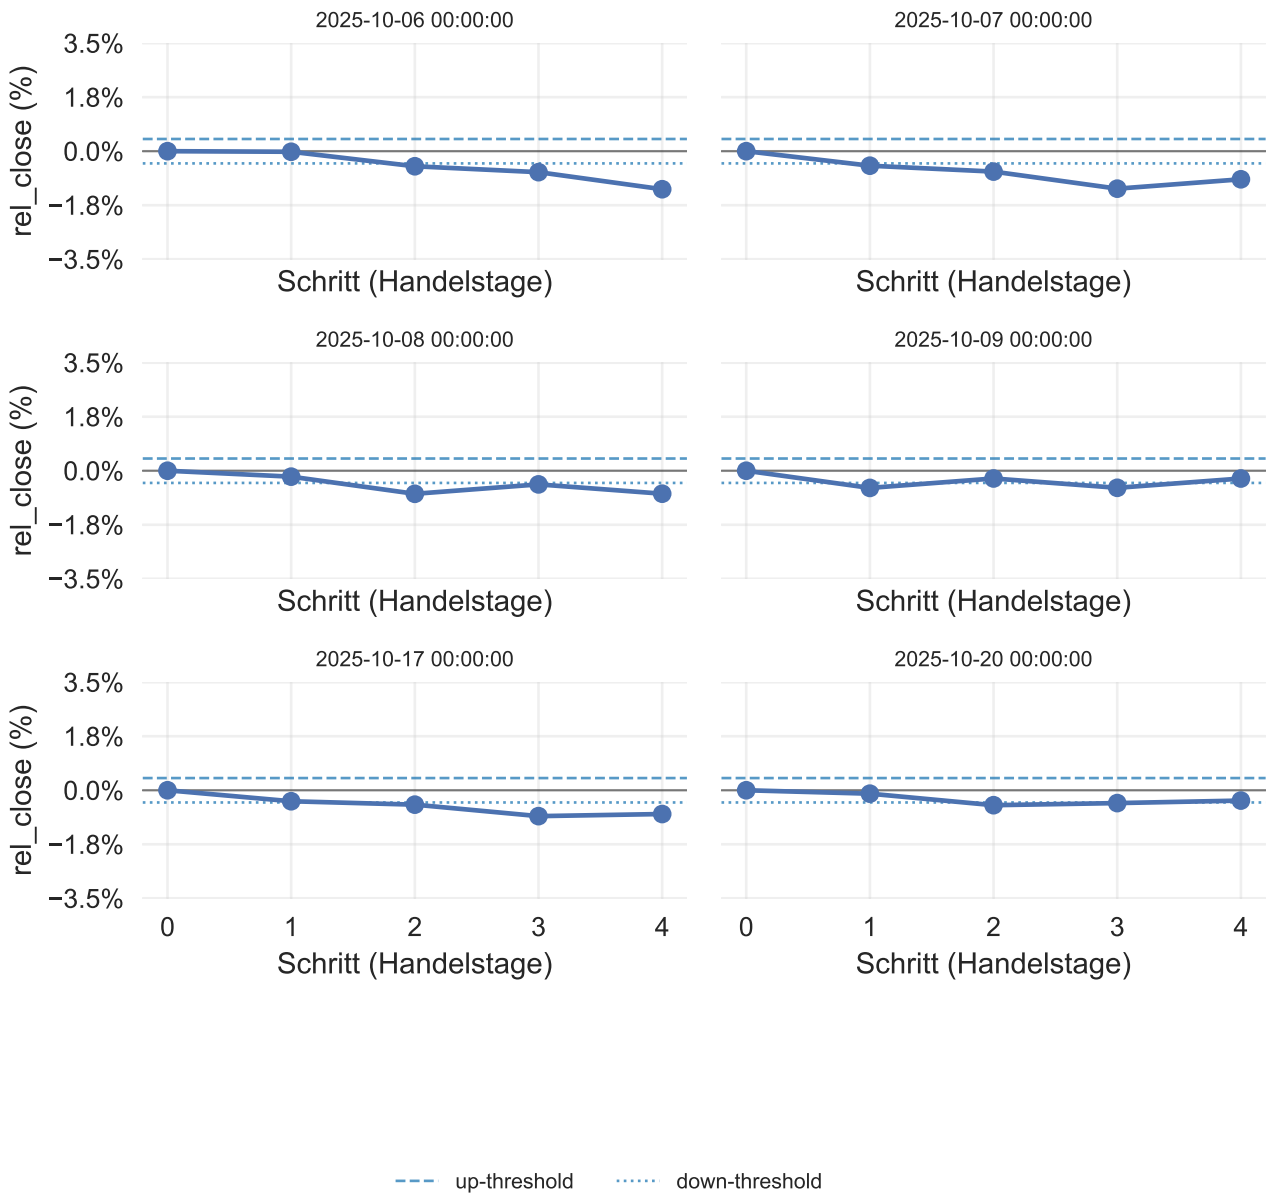 2025-10-06 00:00:00
2025-10-07 00:00:00
3.5%
1.8%
0.0%
−1.8%
−3.5%
rel_close (%)
Schritt (Handelstage)
Schritt (Handelstage)
2025-10-08 00:00:00
2025-10-09 00:00:00
3.5%
1.8%
0.0%
−1.8%
−3.5%
rel_close (%)
Schritt (Handelstage)
Schritt (Handelstage)
2025-10-17 00:00:00
2025-10-20 00:00:00
3.5%
1.8%
0.0%
−1.8%
−3.5%
rel_close (%)
0 1 2 3 4
0 1 2 3 4
Schritt (Handelstage)
Schritt (Handelstage)
up-threshold
down-threshold